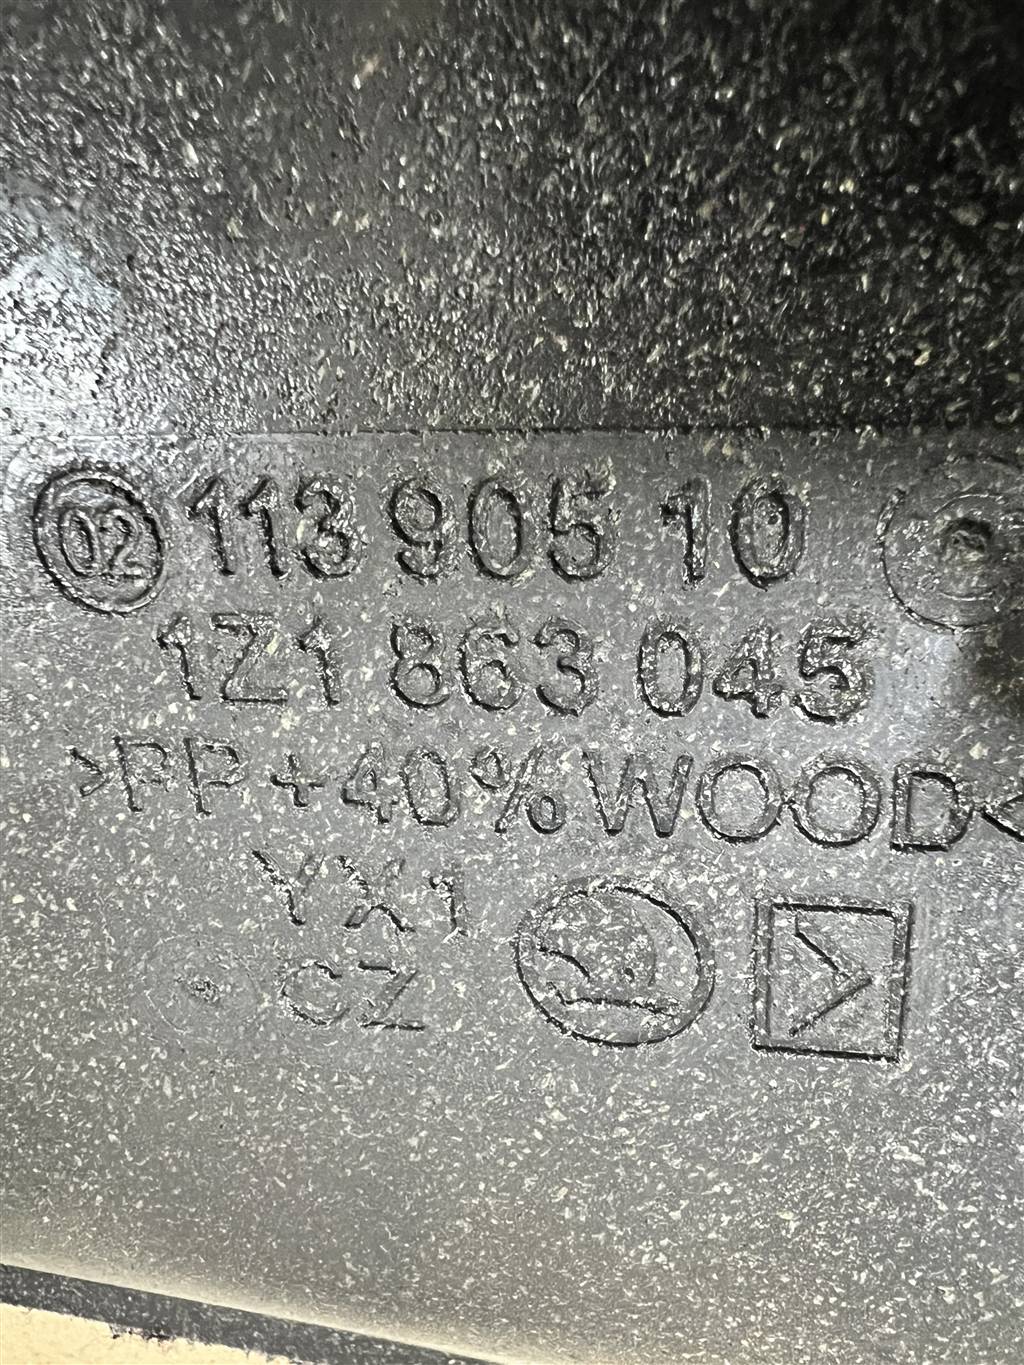 02 113 905 10
1Z1 863 045
>PP+40%WOOD<
YX1
CZ